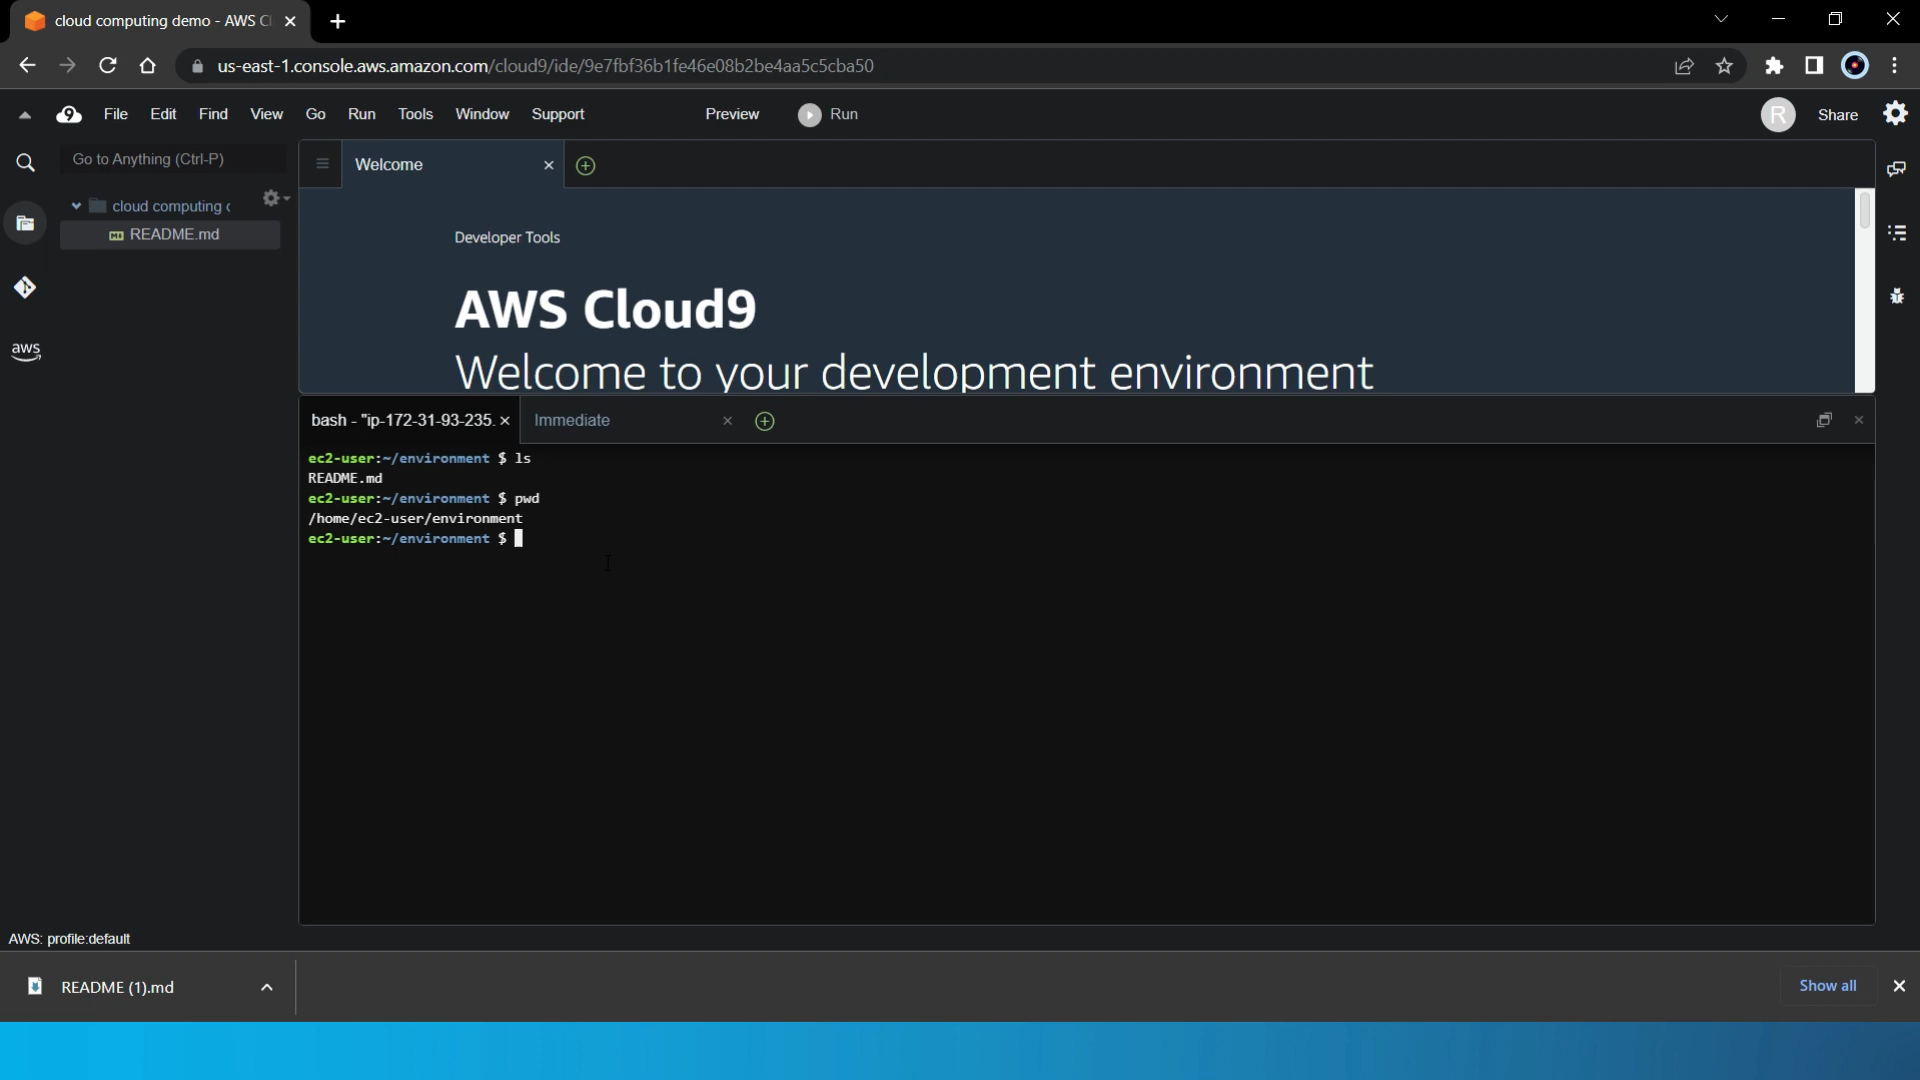 cloud computing demo - AWS Cl
us-east-1.console.aws.amazon.com/cloud9/ide/9e7fbf36b1fe46e08b2be4aa5c5cba50
9 File Edit Find View Go Run Tools Window Support Preview Run R Share
Go to Anything (Ctrl-P)
Welcome
cloud computing
README.md
Developer Tools
AWS Cloud9
Welcome to your development environment
aws
bash - "ip-172-31-93-235. Immediate
ec2-user:~/environment $ ls
README.md
ec2-user:~/environment $ pwd
/home/ec2-user/environment
ec2-user:~/environment $
AWS: profile:default
README (1).md
Show all